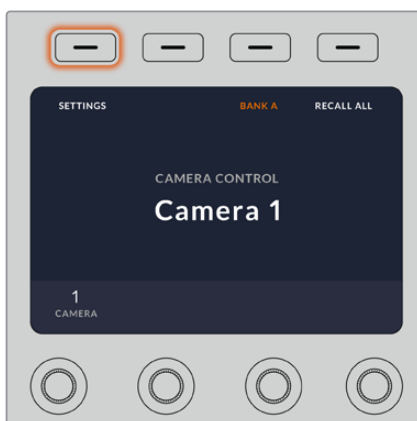 SETTINGS BANK A RECALL ALL
CAMERA CONTROL
Camera 1
1
CAMERA